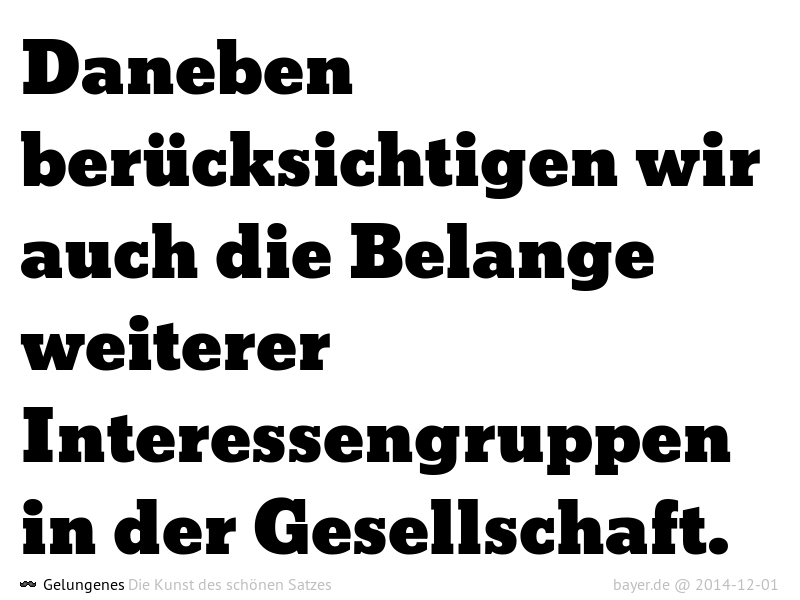 Daneben
berücksichtigen wir
auch die Belange
weiterer
Interessengruppen
in der Gesellschaft.
Gelungenes Die Kunst des schönen Satzes bayer.de @ 2014-12-01